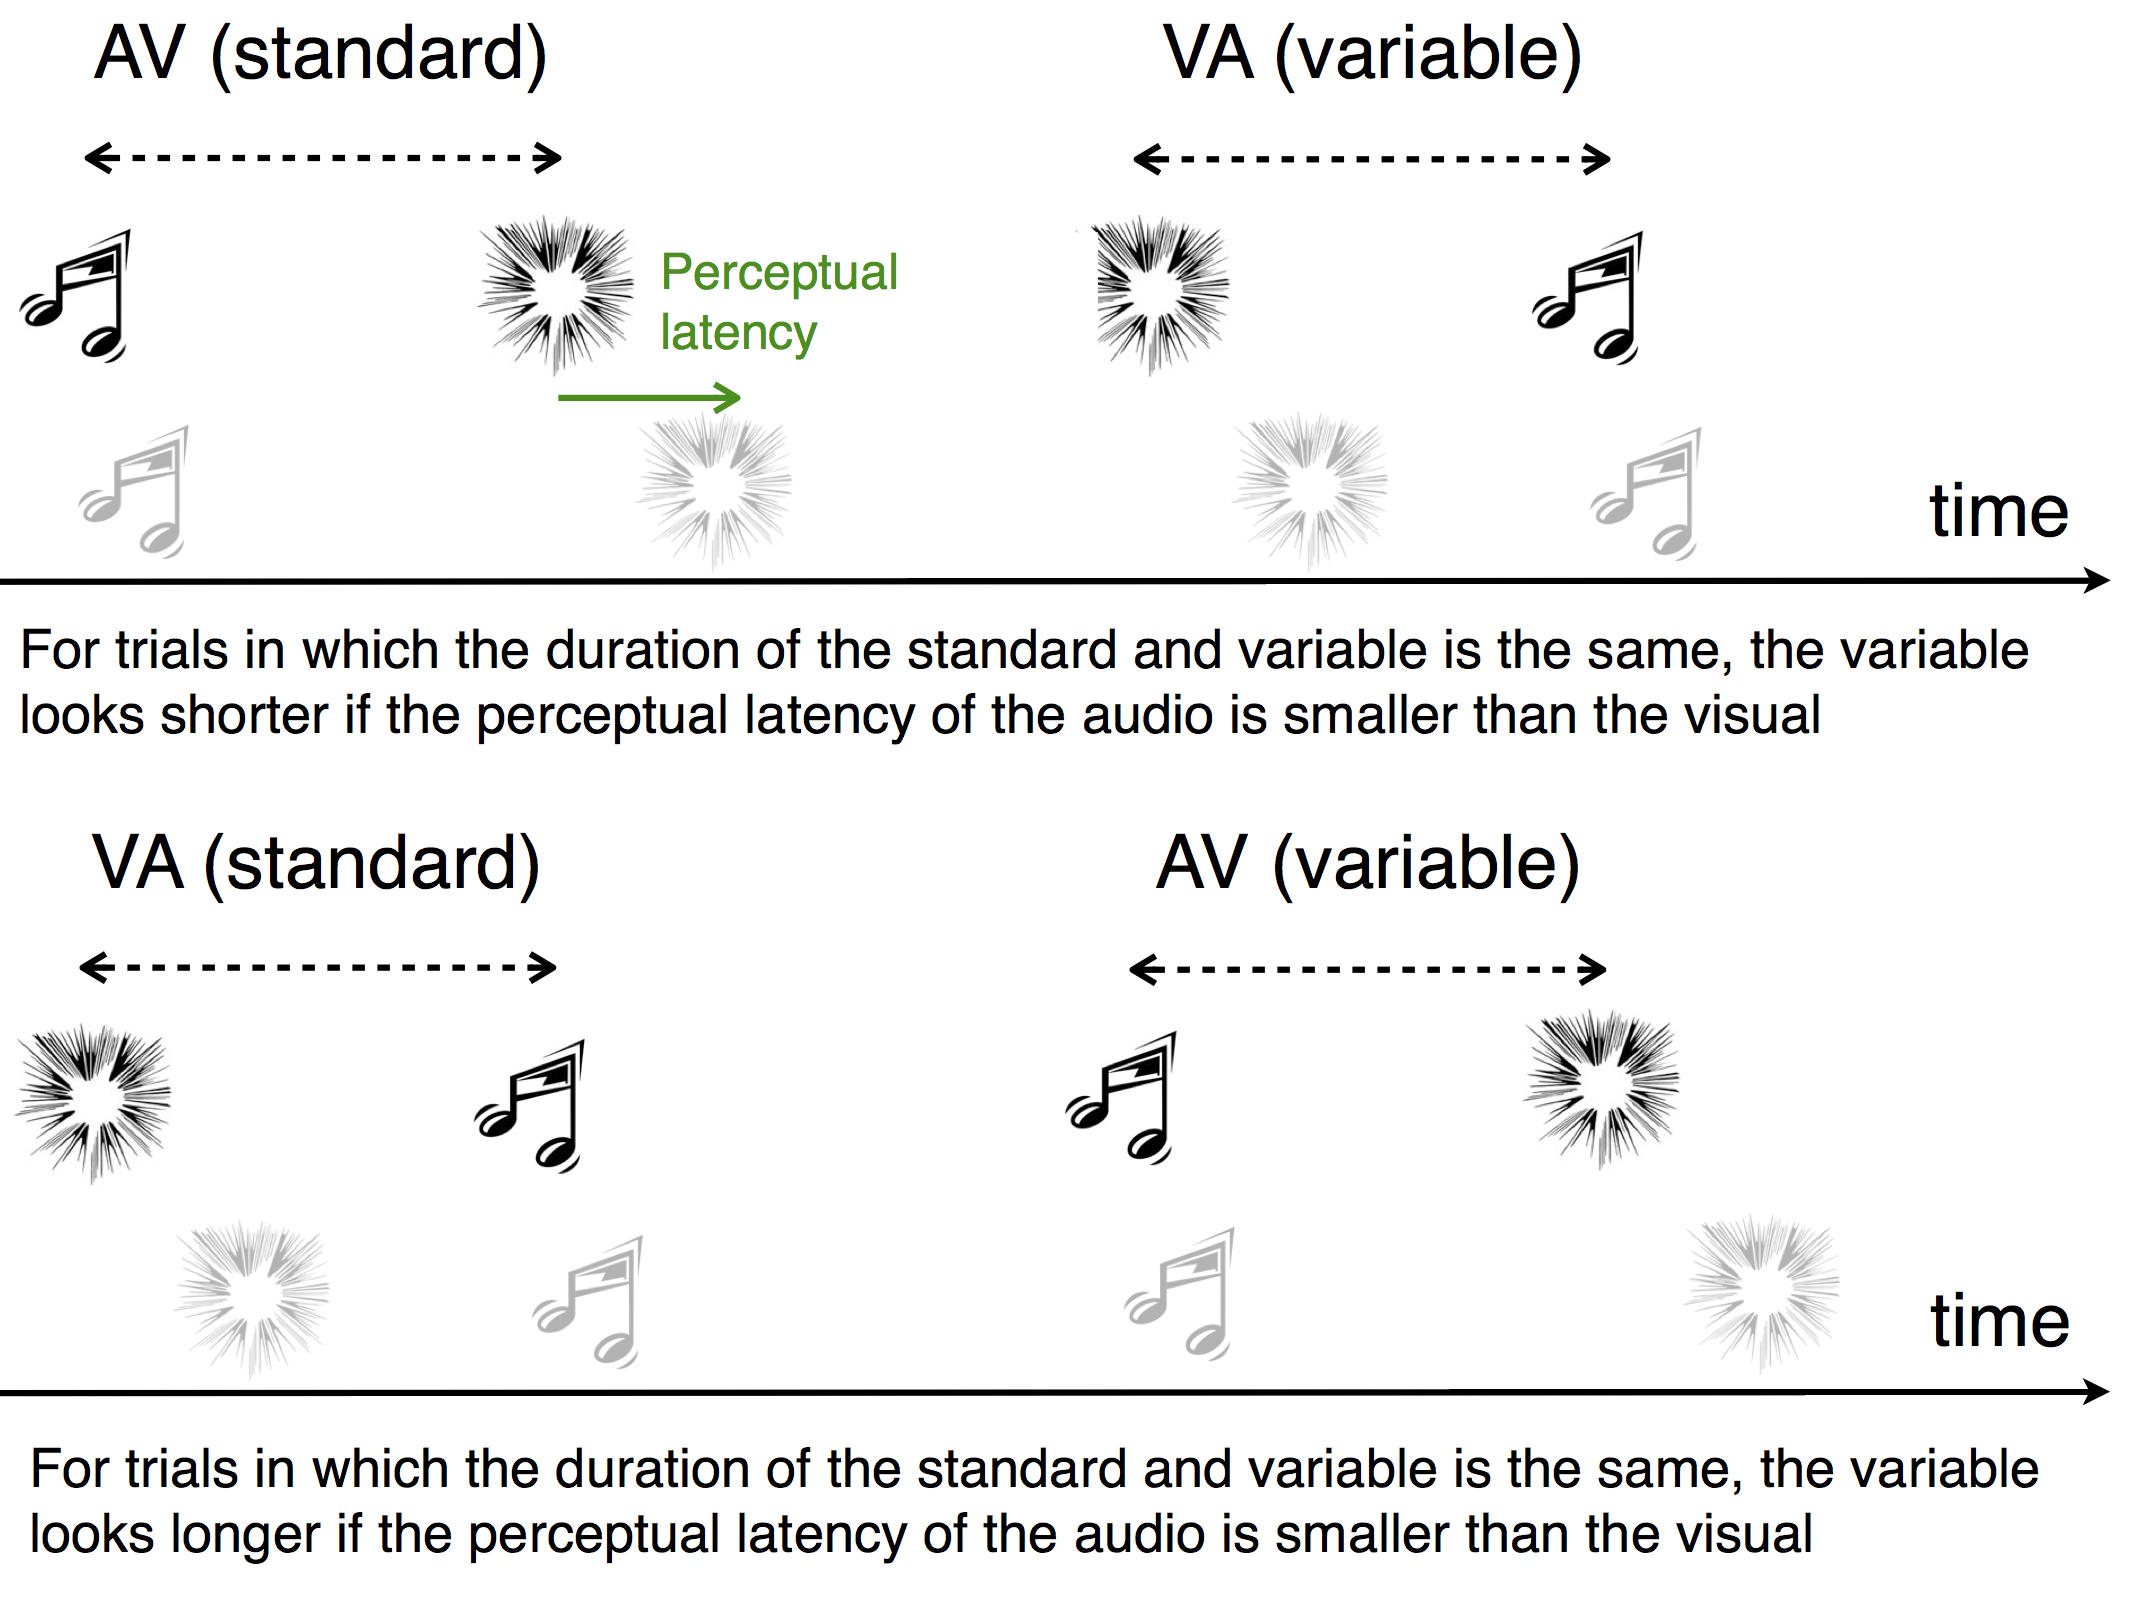 AV (standard)
VA (variable)
Perceptual
latency
time
For trials in which the duration of the standard and variable is the same, the variable
looks shorter if the perceptual latency of the audio is smaller than the visual
VA (standard)
AV (variable)
time
For trials in which the duration of the standard and variable is the same, the variable
looks longer if the perceptual latency of the audio is smaller than the visual